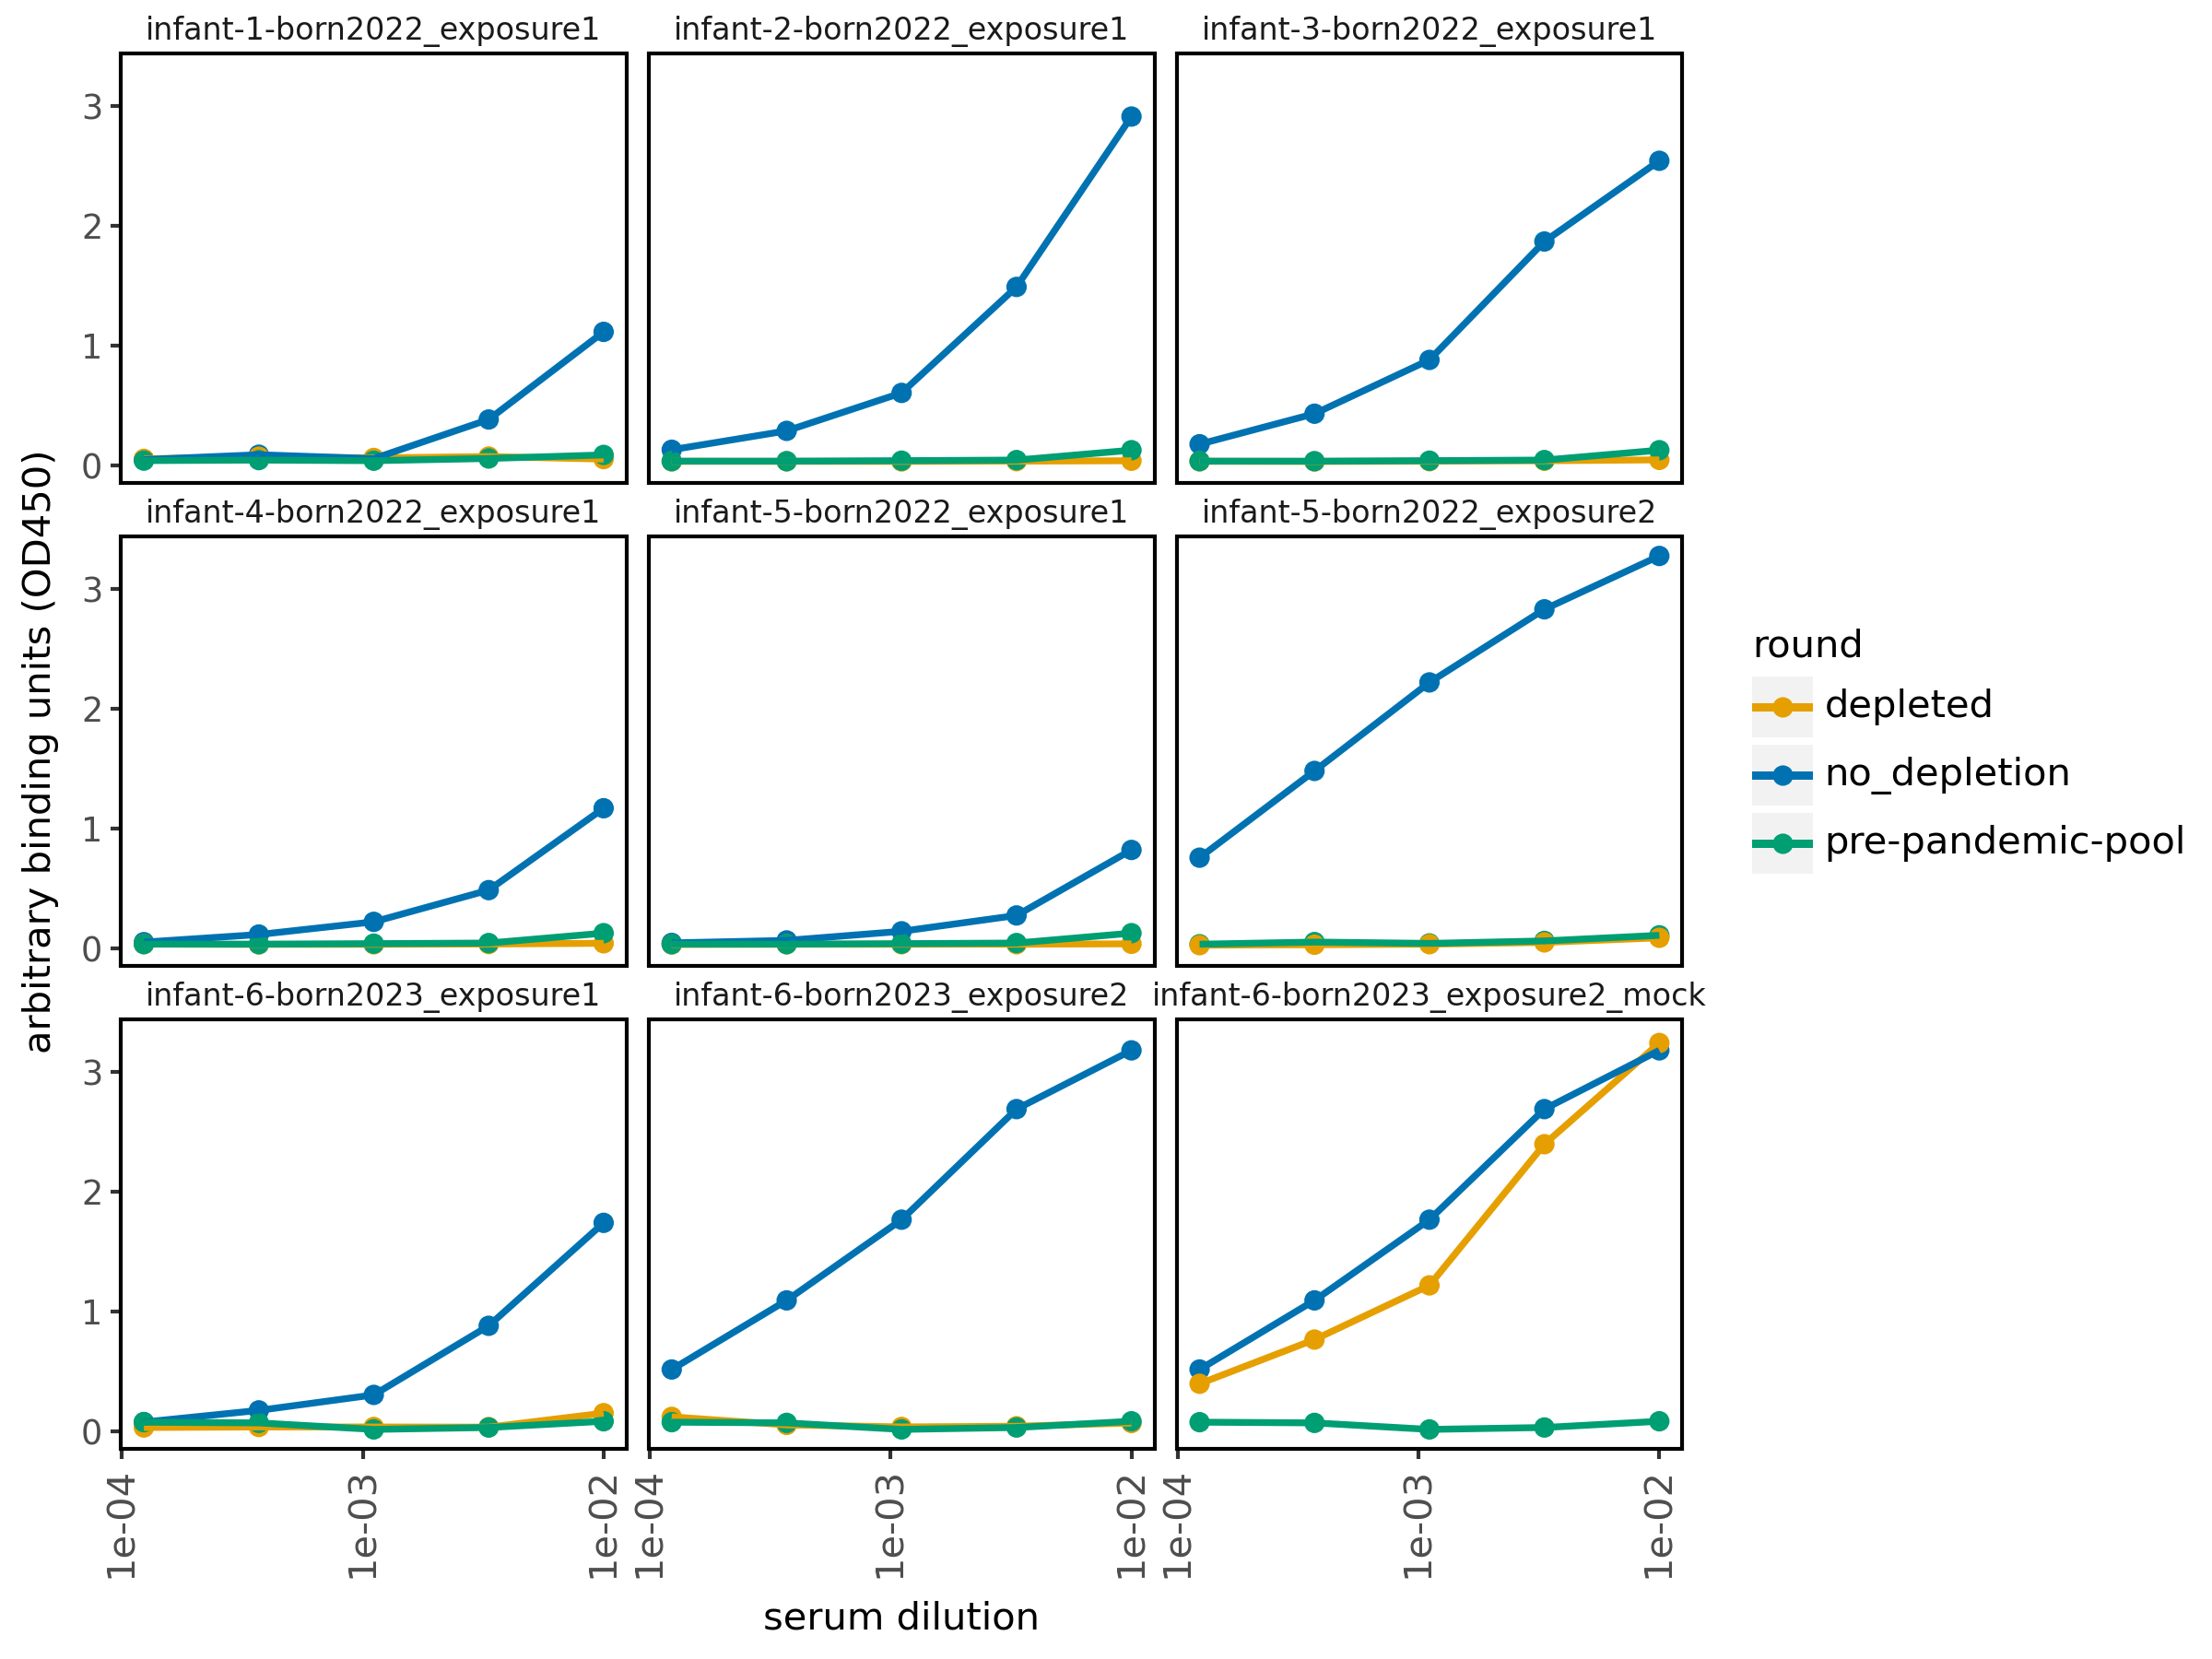 infant-1-born2022_exposure1
infant-2-born2022_exposure1
infant-3-born2022_exposure1
3
2
1
0
infant-4-born2022_exposure1
infant-5-born2022_exposure1
infant-5-born2022_exposure2
3
2
1
0
infant-6-born2023_exposure1
infant-6-born2023_exposure2
infant-6-born2023_exposure2_mock
3
2
1
0
1e-04
1e-03
1e-02
1e-04
1e-03
1e-02
1e-04
1e-03
1e-02
serum dilution
arbitrary binding units (OD450)
round
depleted
no_depletion
pre-pandemic-pool